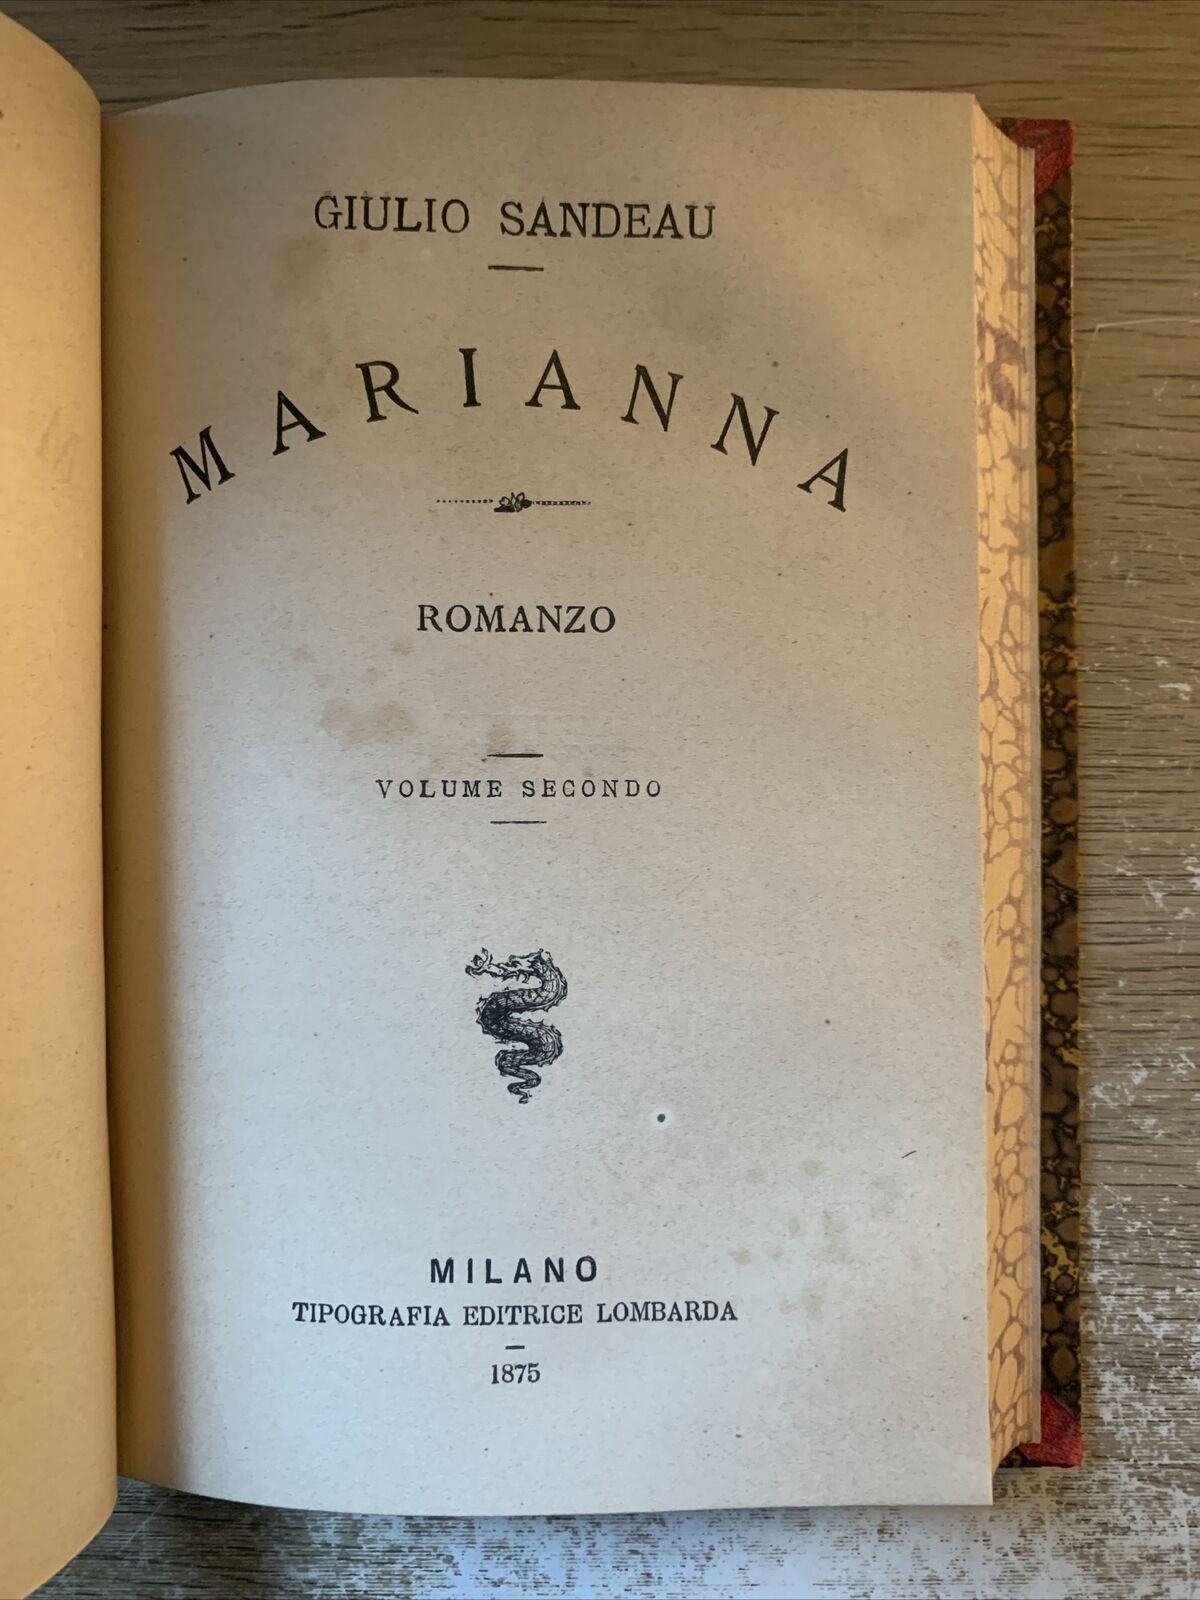 GIULIO SANDEAU
MARIANNA
ROMANZO
VOLUME SECONDO
MILANO
TIPOGRAFIA EDITRICE LOMBARDA
1875